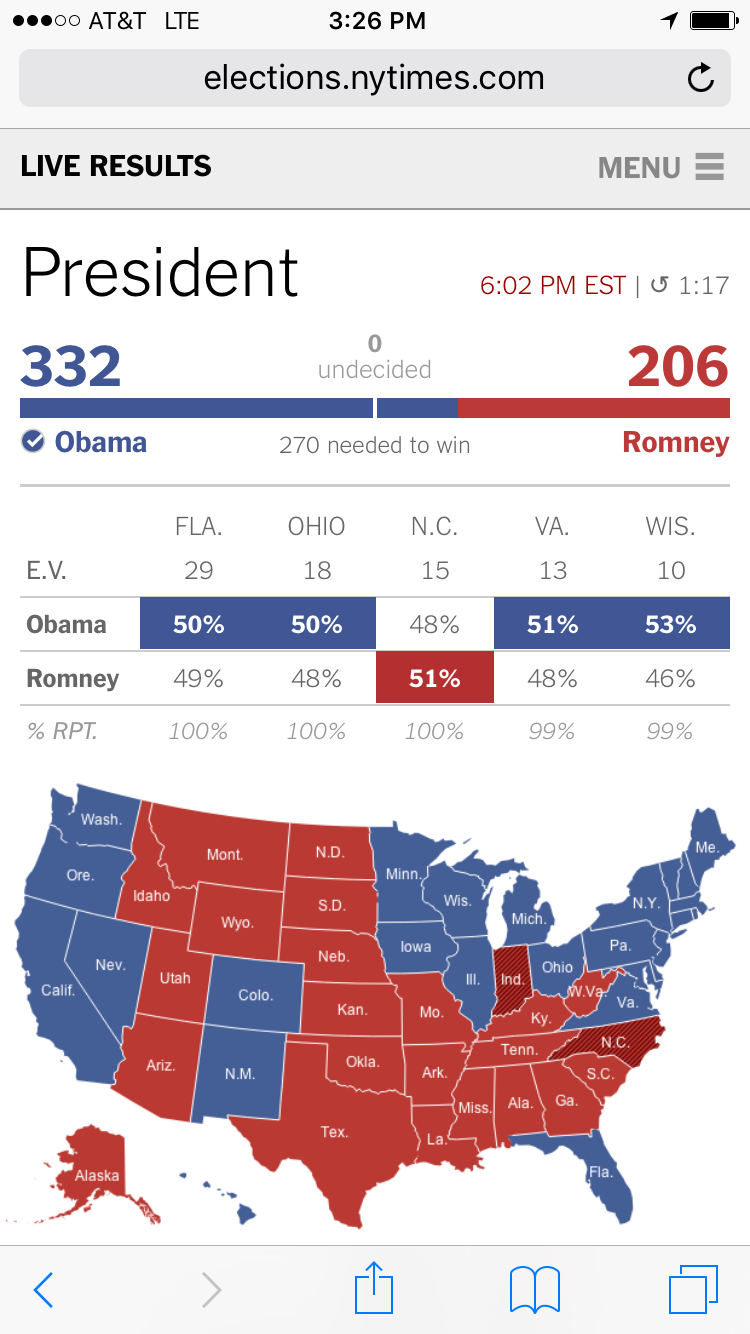 AT&T LTE 3:26 PM
elections.nytimes.com
LIVE RESULTS MENU
President 6:02 PM EST | ↺ 1:17
332 0 206
undecided
Obama 270 needed to win Romney
FLA. OHIO N.C. VA. WIS.
E.V. 29 18 15 13 10
Obama 50% 50% 48% 51% 53%
Romney 49% 48% 51% 48% 46%
% RPT. 100% 100% 100% 99% 99%
Wash.
Me.
Mont. N.D.
Ore. Minn.
Idaho S.D. Wis. N.Y.
Wyo. Mich.
Neb. Iowa Pa.
Nev. Ohio
Utah Ill. Ind.
Calif. Colo. W.Va. Va.
Kan. Mo. Ky.
N.C.
Ariz. Okla. Tenn.
N.M. Ark. S.C.
Miss. Ala. Ga.
Tex. La.
Alaska Fla.